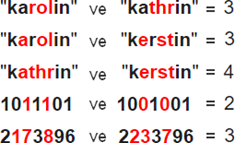 "karolin" ve "kathrin" = 3
"karolin" ve "kerstin" = 3
"kathrin" ve "kerstin" = 4
1011101 ve 1001001 = 2
2173896 ve 2233796 = 3